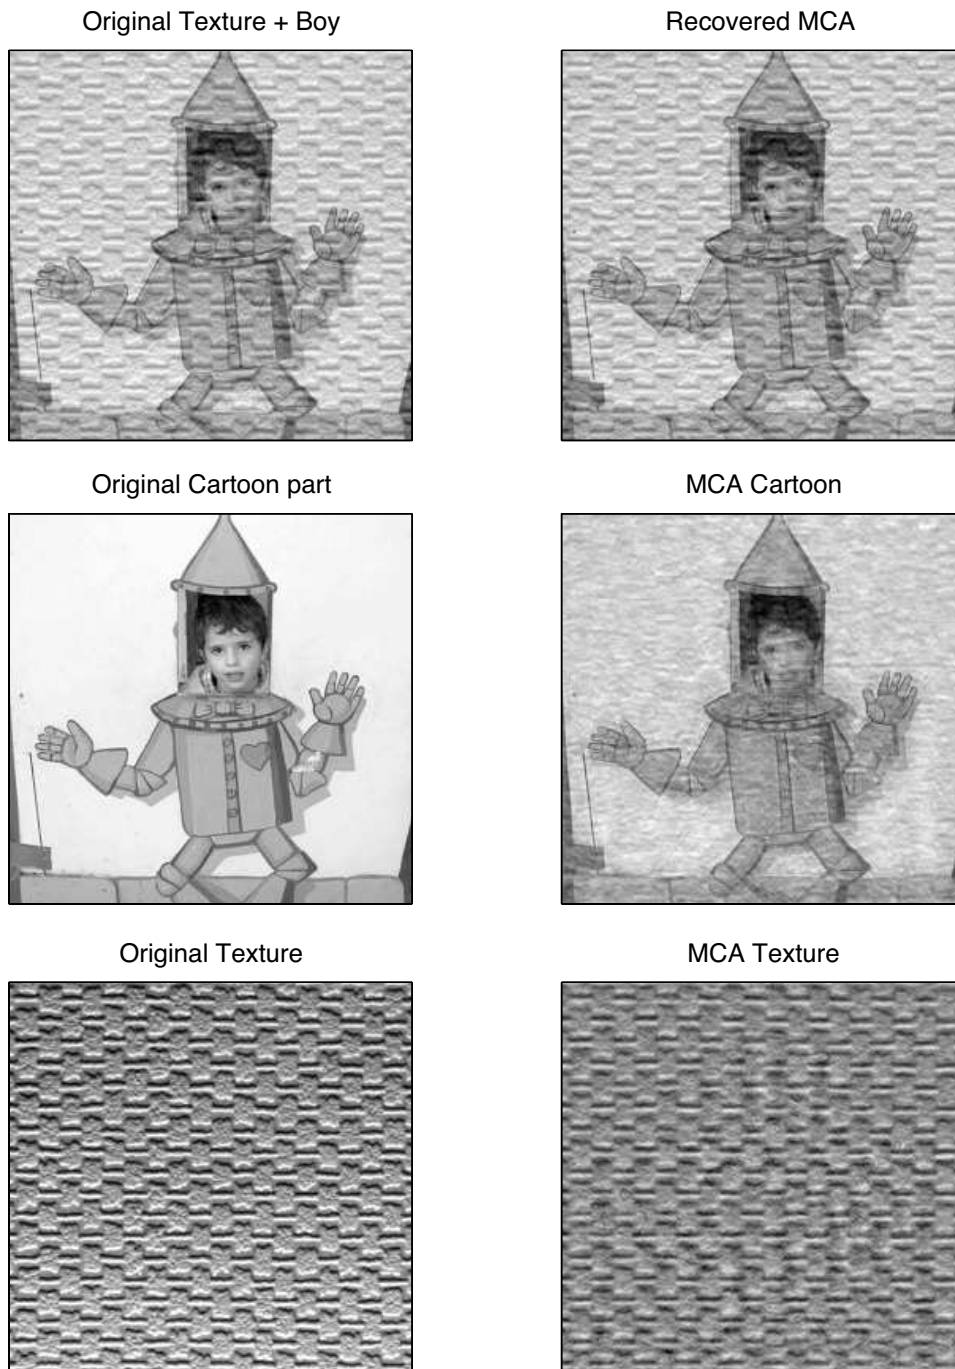 Original Texture + Boy
Recovered MCA
Original Cartoon part
MCA Cartoon
Original Texture
MCA Texture